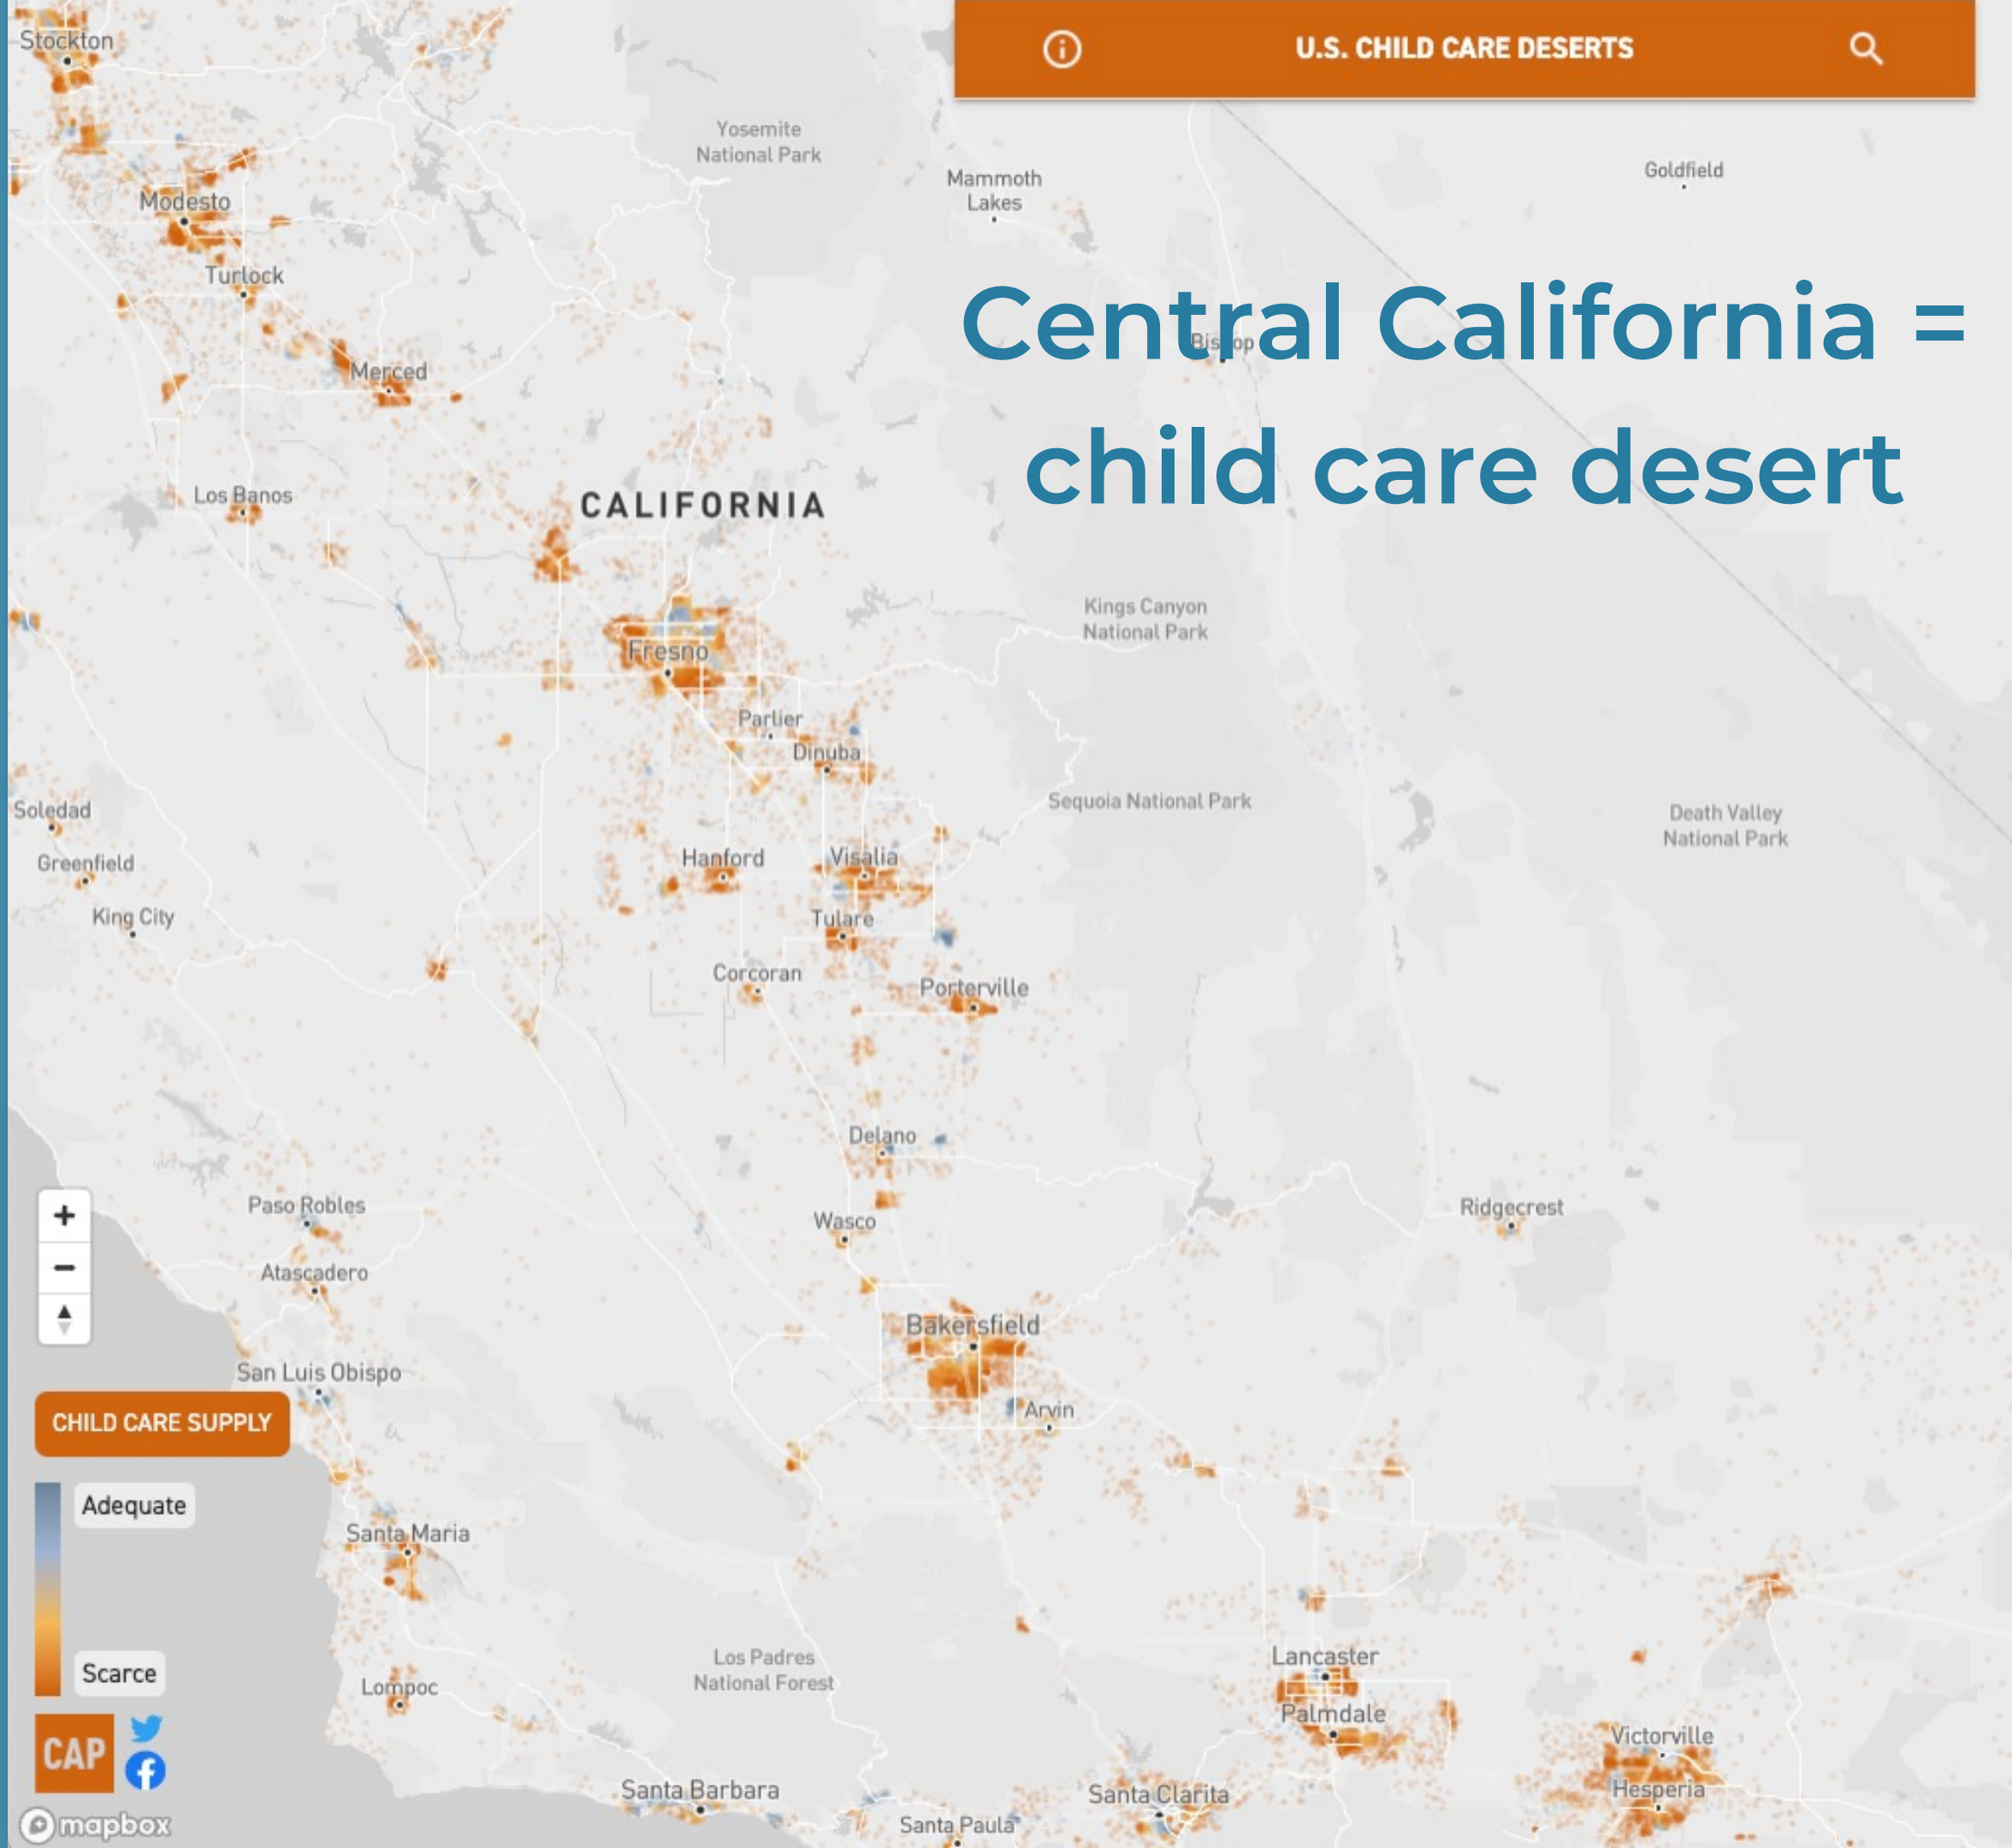 Stockton
U.S. CHILD CARE DESERTS
Yosemite
National Park
Mammoth
Lakes
Goldfield
Modesto
Turlock
Central California =
Bishop
Merced
child care desert
Los Banos
CALIFORNIA
Kings Canyon
National Park
Fresno
Parlier
Dinuba
Soledad
Sequoia National Park
Death Valley
National Park
Greenfield
Hanford
Visalia
King City
Tulare
Corcoran
Porterville
Delano
+
−
Paso Robles
Wasco
Ridgecrest
Atascadero
Bakersfield
San Luis Obispo
Arvin
CHILD CARE SUPPLY
Adequate
Santa Maria
Scarce
Los Padres
National Forest
Lompoc
Lancaster
Palmdale
CAP
Victorville
Hesperia
Santa Barbara
Santa Clarita
Santa Paula
mapbox